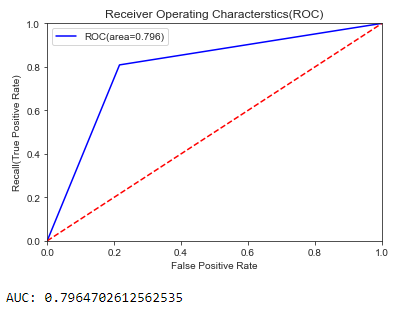 Receiver Operating Characterstics(ROC)
ROC(area=0.796)
Recall(True Positive Rate)
1.0
0.8
0.6
0.4
0.2
0.0
0.0 0.2 0.4 0.6 0.8 1.0
False Positive Rate
AUC: 0.7964702612562535